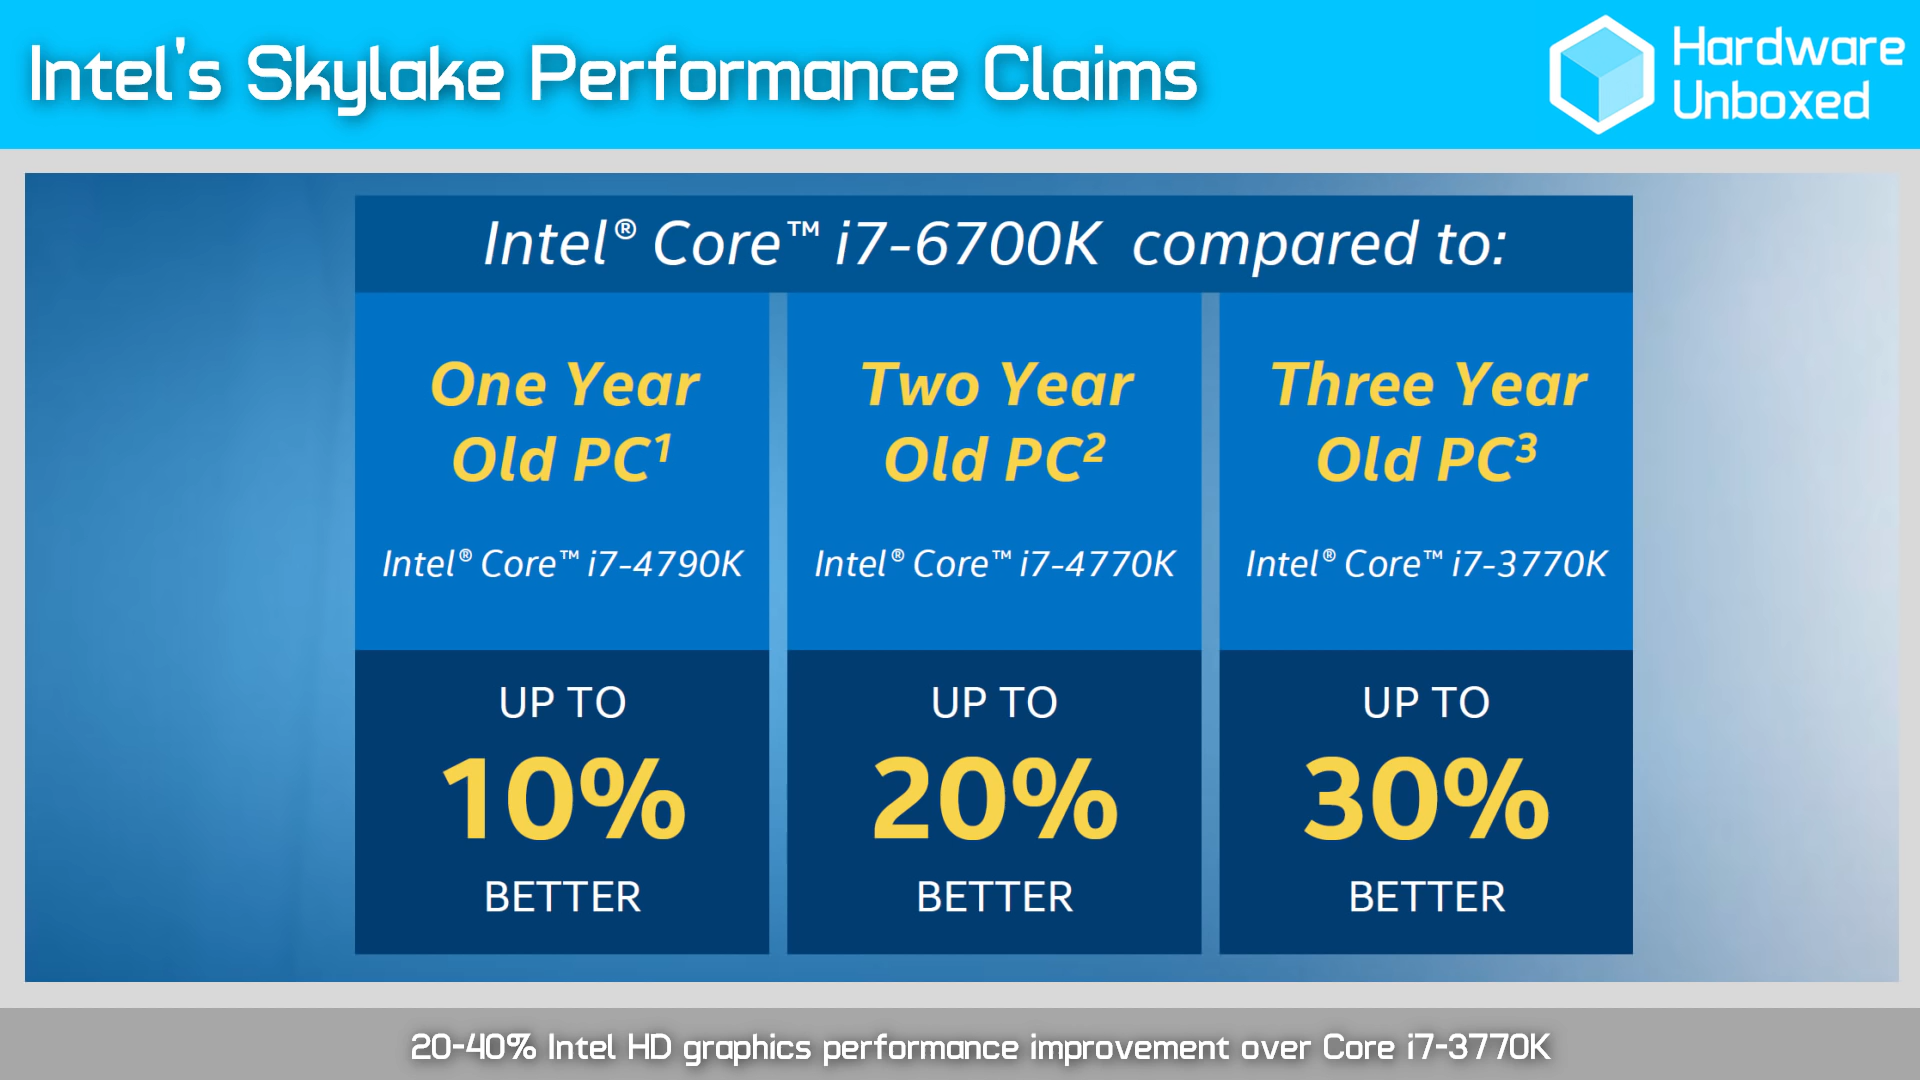 Intel's Skylake Performance Claims
Hardware
Unboxed
Intel® Core™ i7-6700K compared to:
One Year
Old PC¹
Intel® Core™ i7-4790K
UP TO
10%
BETTER
Two Year
Old PC²
Intel® Core™ i7-4770K
UP TO
20%
BETTER
Three Year
Old PC³
Intel® Core™ i7-3770K
UP TO
30%
BETTER
20-40% Intel HD graphics performance improvement over Core i7-3770K